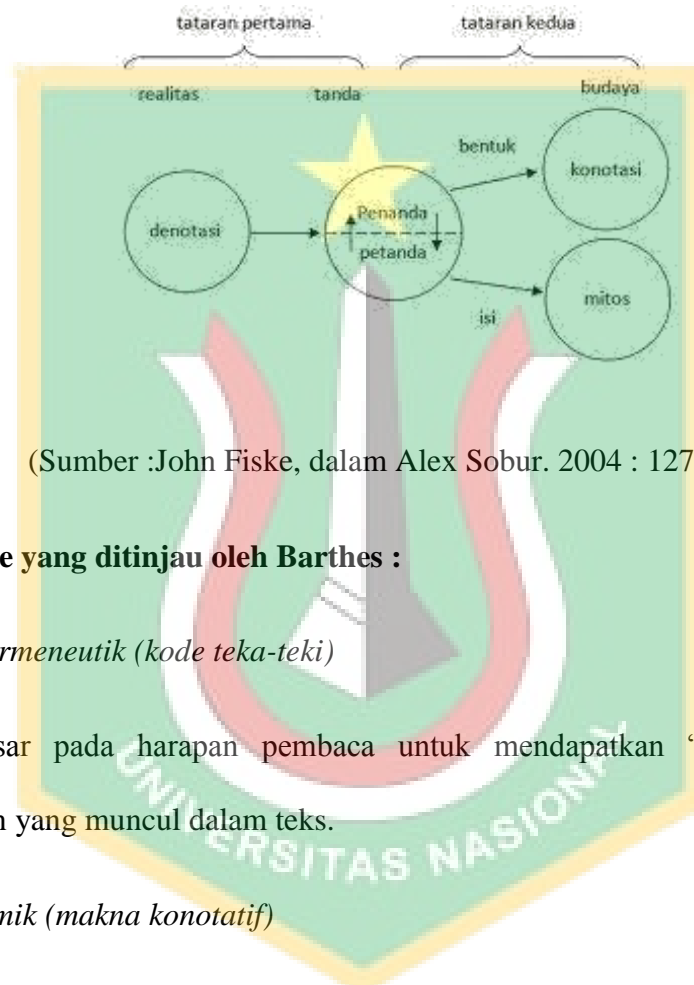 tataran pertama tataran kedua
realitas tanda budaya
bentuk
konotasi
denotasi
Penanda
petanda
mitos
isi
(Sumber :John Fiske, dalam Alex Sobur. 2004 : 127
e yang ditinjau oleh Barthes :
rmeneutik (kode teka-teki)
sar pada harapan pembaca untuk mendapatkan “
n yang muncul dalam teks.
mik (makna konotatif)
UNIVERSITAS NASIONAL